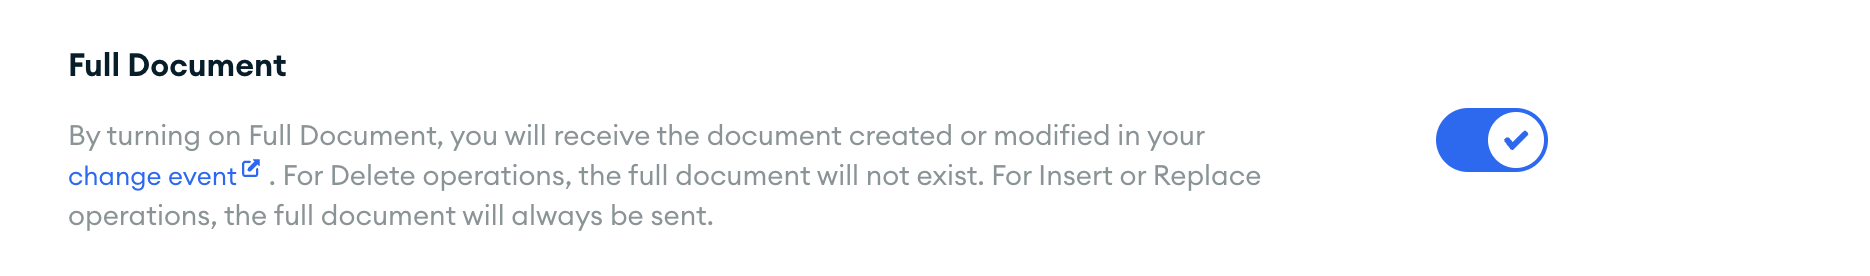 Full Document
By turning on Full Document, you will receive the document created or modified in your
change event . For Delete operations, the full document will not exist. For Insert or Replace
operations, the full document will always be sent.